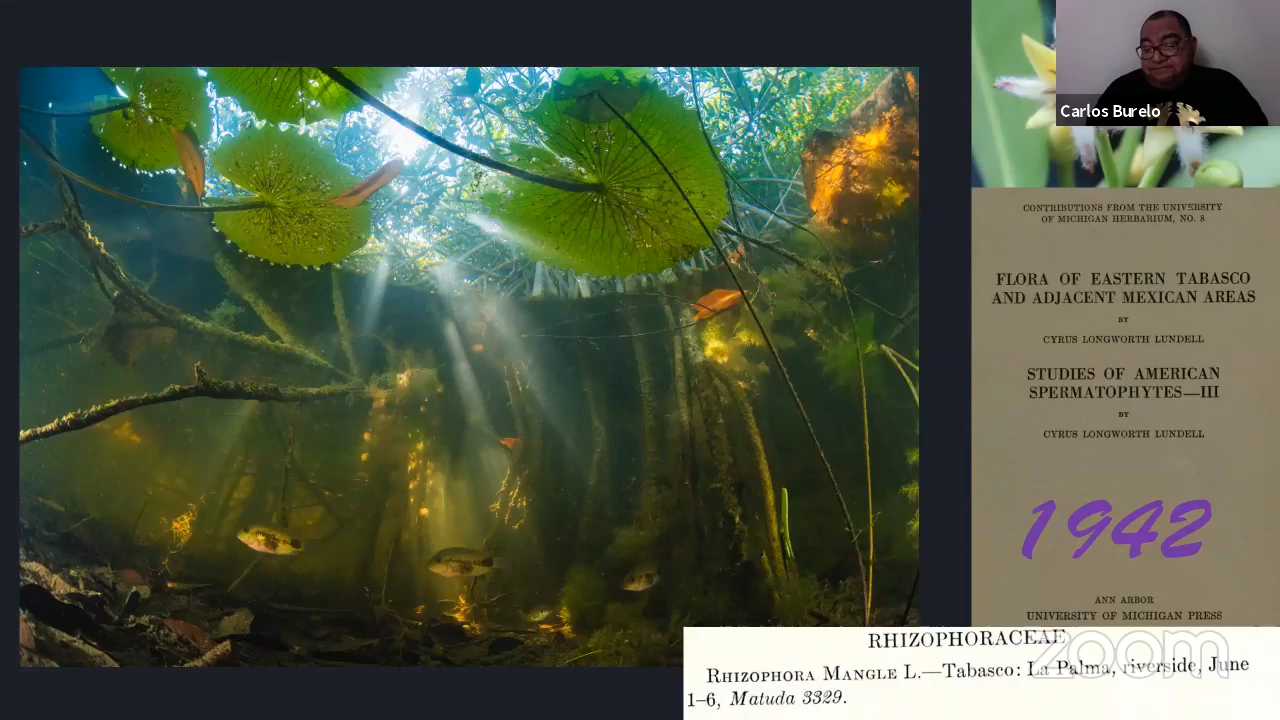 Carlos Burelo
CONTRIBUTIONS FROM THE UNIVERSITY
OF MICHIGAN HERBARIUM, NO. 8
FLORA OF EASTERN TABASCO
AND ADJACENT MEXICAN AREAS
BY
CYRUS LONGWORTH LUNDELL
STUDIES OF AMERICAN
SPERMATOPHYTES—III
BY
CYRUS LONGWORTH LUNDELL
1942
ANN ARBOR
UNIVERSITY OF MICHIGAN PRESS
RHIZOPHORACEAE
RHIZOPHORA MANGLE L.—Tabasco: La Palma, riverside, June
1–6, Matuda 3329.
zoom